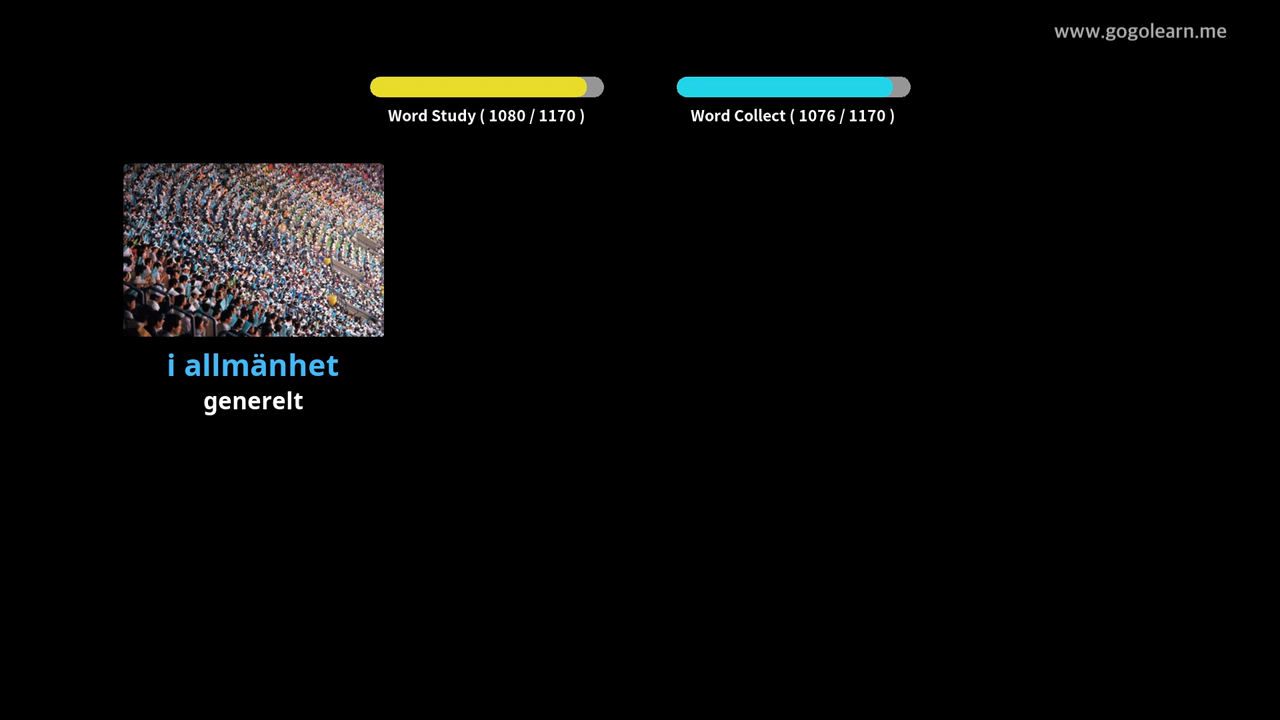 www.gogolearn.me
Word Study ( 1080 / 1170 )
Word Collect ( 1076 / 1170 )
i allmänhet
generelt